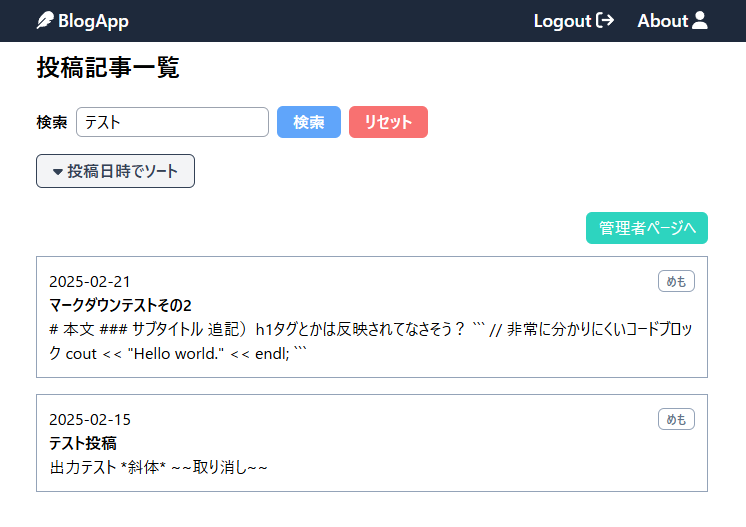 BlogApp Logout About
投稿記事一覧
検索 テスト 検索 リセット
投稿日時でソート
管理者ページへ
2025-02-21 めも
マークダウンテストその2
# 本文 ### サブタイトル 追記）h1タグとかは反映されてなさそう？ ``` // 非常に分かりにくいコードブロッ
ク cout << "Hello world." << endl; ```
2025-02-15 めも
テスト投稿
出力テスト *斜体* ~~取り消し~~